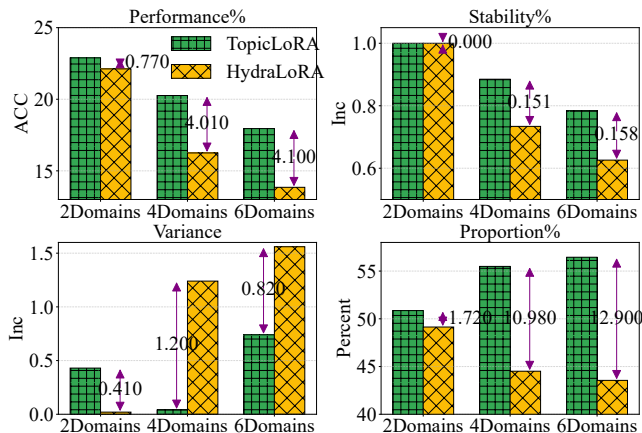 Performance%
ACC
25
20
15
TopicLoRA
HydraLoRA
0.770
4.010
4.100
2Domains 4Domains 6Domains
Stability%
Inc
1.0
0.8
0.6
0.000
0.151
0.158
2Domains 4Domains 6Domains
Variance
Inc
1.5
1.0
0.5
0.0
0.410
1.200
0.820
2Domains 4Domains 6Domains
Proportion%
Percent
55
50
45
40
1.720
10.980
12.900
2Domains 4Domains 6Domains